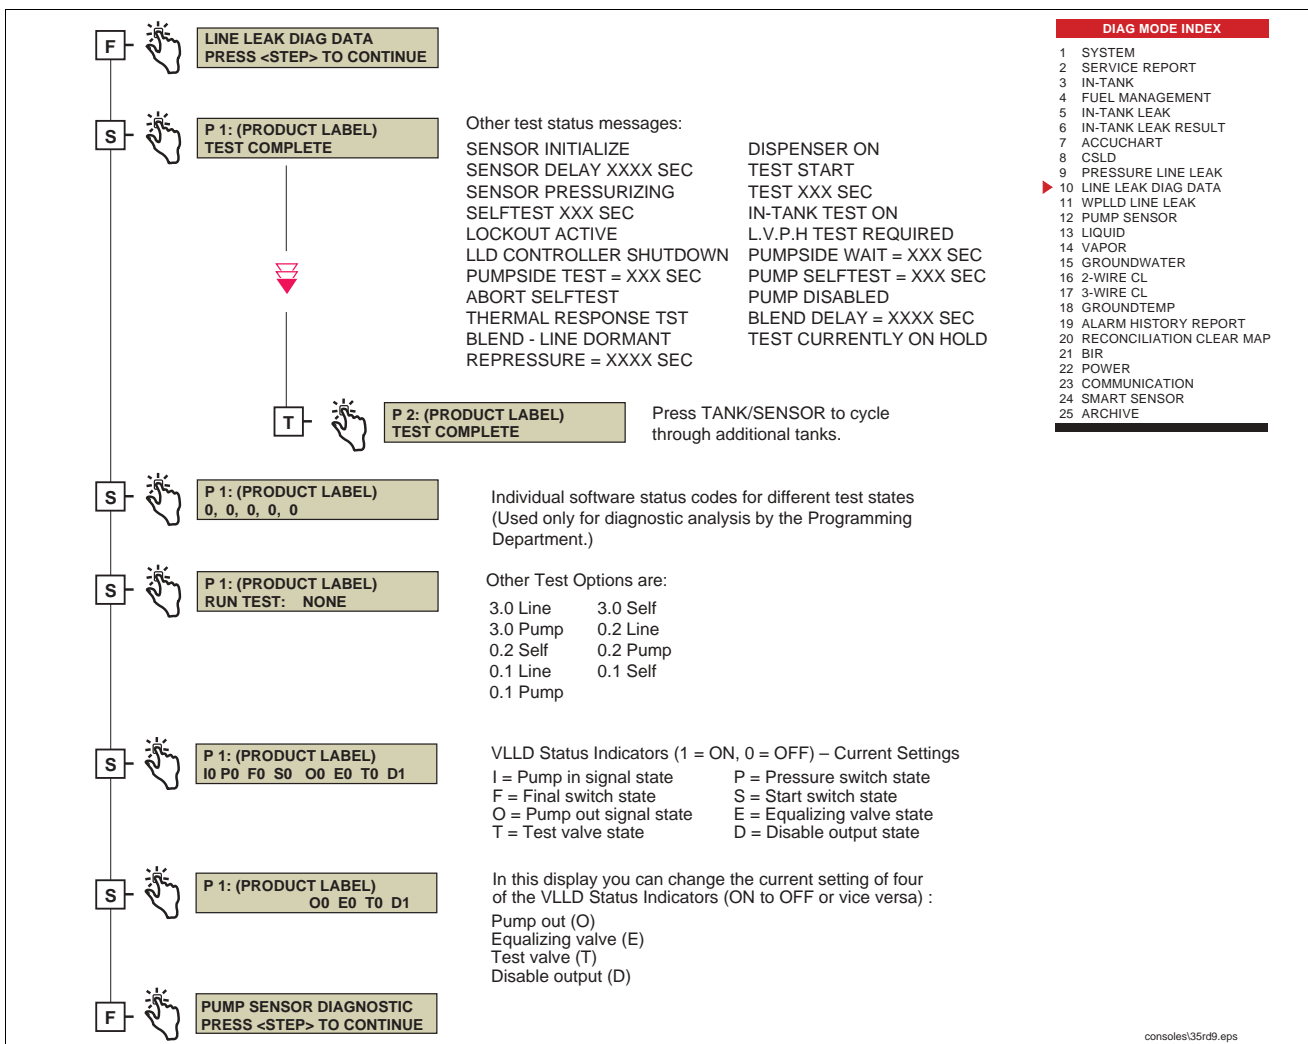 F
LINE LEAK DIAG DATA
PRESS <STEP> TO CONTINUE
S
P 1: (PRODUCT LABEL)
TEST COMPLETE
Other test status messages:
SENSOR INITIALIZE DISPENSER ON
SENSOR DELAY XXXX SEC TEST START
SENSOR PRESSURIZING TEST XXX SEC
SELFTEST XXX SEC IN-TANK TEST ON
LOCKOUT ACTIVE L.V.P.H TEST REQUIRED
LLD CONTROLLER SHUTDOWN PUMPSIDE WAIT = XXX SEC
PUMPSIDE TEST = XXX SEC PUMP SELFTEST = XXX SEC
ABORT SELFTEST PUMP DISABLED
THERMAL RESPONSE TST BLEND DELAY = XXXX SEC
BLEND - LINE DORMANT TEST CURRENTLY ON HOLD
REPRESSURE = XXXX SEC
T
P 2: (PRODUCT LABEL)
TEST COMPLETE
Press TANK/SENSOR to cycle
through additional tanks.
S
P 1: (PRODUCT LABEL)
0, 0, 0, 0, 0
Individual software status codes for different test states
(Used only for diagnostic analysis by the Programming
Department.)
S
P 1: (PRODUCT LABEL)
RUN TEST: NONE
Other Test Options are:
3.0 Line 3.0 Self
3.0 Pump 0.2 Line
0.2 Self 0.2 Pump
0.1 Line 0.1 Self
0.1 Pump
S
P 1: (PRODUCT LABEL)
I0 P0 F0 S0 O0 E0 T0 D1
VLLD Status Indicators (1 = ON, 0 = OFF) – Current Settings
I = Pump in signal state P = Pressure switch state
F = Final switch state S = Start switch state
O = Pump out signal state E = Equalizing valve state
T = Test valve state D = Disable output state
S
P 1: (PRODUCT LABEL)
O0 E0 T0 D1
In this display you can change the current setting of four
of the VLLD Status Indicators (ON to OFF or vice versa) :
Pump out (O)
Equalizing valve (E)
Test valve (T)
Disable output (D)
F
PUMP SENSOR DIAGNOSTIC
PRESS <STEP> TO CONTINUE
DIAG MODE INDEX
1 SYSTEM
2 SERVICE REPORT
3 IN-TANK
4 FUEL MANAGEMENT
5 IN-TANK LEAK
6 IN-TANK LEAK RESULT
7 ACCUCHART
8 CSLD
9 PRESSURE LINE LEAK
10 LINE LEAK DIAG DATA
11 WPLLD LINE LEAK
12 PUMP SENSOR
13 LIQUID
14 VAPOR
15 GROUNDWATER
16 2-WIRE CL
17 3-WIRE CL
18 GROUNDTEMP
19 ALARM HISTORY REPORT
20 RECONCILIATION CLEAR MAP
21 BIR
22 POWER
23 COMMUNICATION
24 SMART SENSOR
25 ARCHIVE
consoles\35rd9.eps